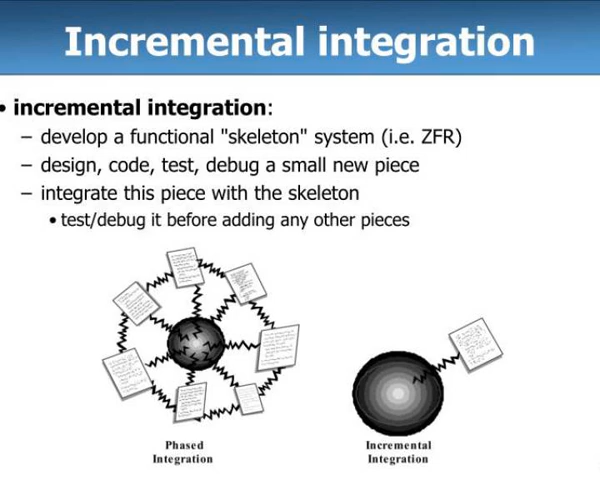 Incremental integration
• incremental integration:
– develop a functional "skeleton" system (i.e. ZFR)
– design, code, test, debug a small new piece
– integrate this piece with the skeleton
• test/debug it before adding any other pieces
Phased
Integration
Incremental
Integration